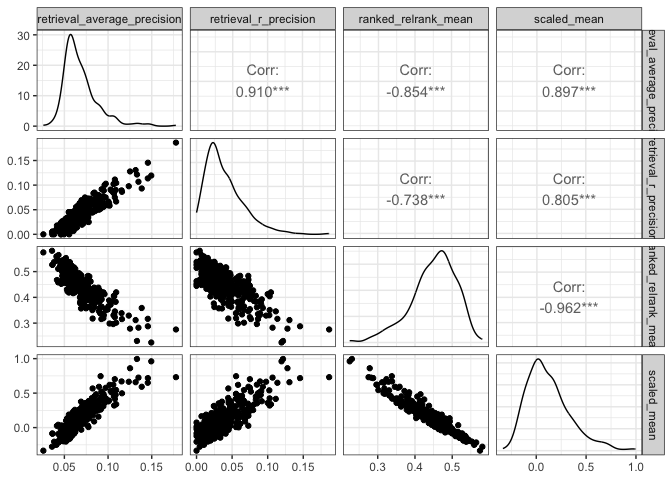 retrieval_average_precision retrieval_r_precision ranked_relrank_mean scaled_mean
30
20
10
0
Corr:
0.910***
Corr:
-0.854***
Corr:
0.897***
eval_average_preci
0.15
0.10
0.05
0.00
Corr:
-0.738***
Corr:
0.805***
retrieval_r_precision
0.5
0.4
0.3
Corr:
-0.962***
anked_relrank_mea
1.0
0.5
0.0
scaled_mean
0.05 0.10 0.15 0.00 0.05 0.10 0.15 0.3 0.4 0.5 0.0 0.5 1.0